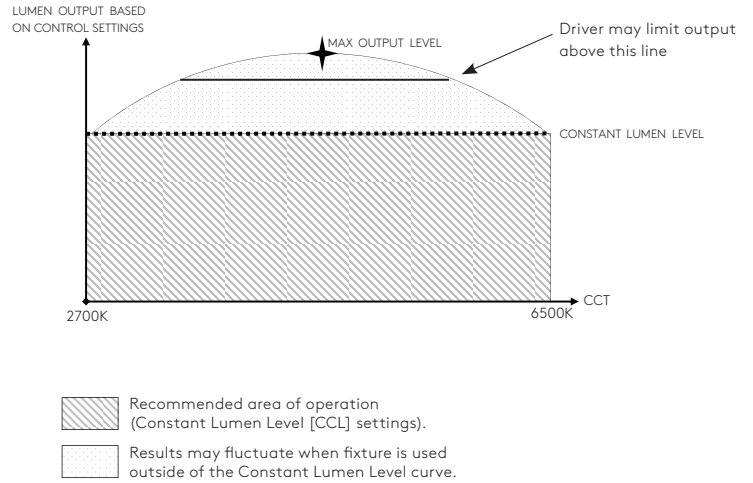 LUMEN OUTPUT BASED
ON CONTROL SETTINGS
MAX OUTPUT LEVEL
Driver may limit output
above this line
CONSTANT LUMEN LEVEL
CCT
2700K
6500K
Recommended area of operation
(Constant Lumen Level [CCL] settings).
Results may fluctuate when fixture is used
outside of the Constant Lumen Level curve.